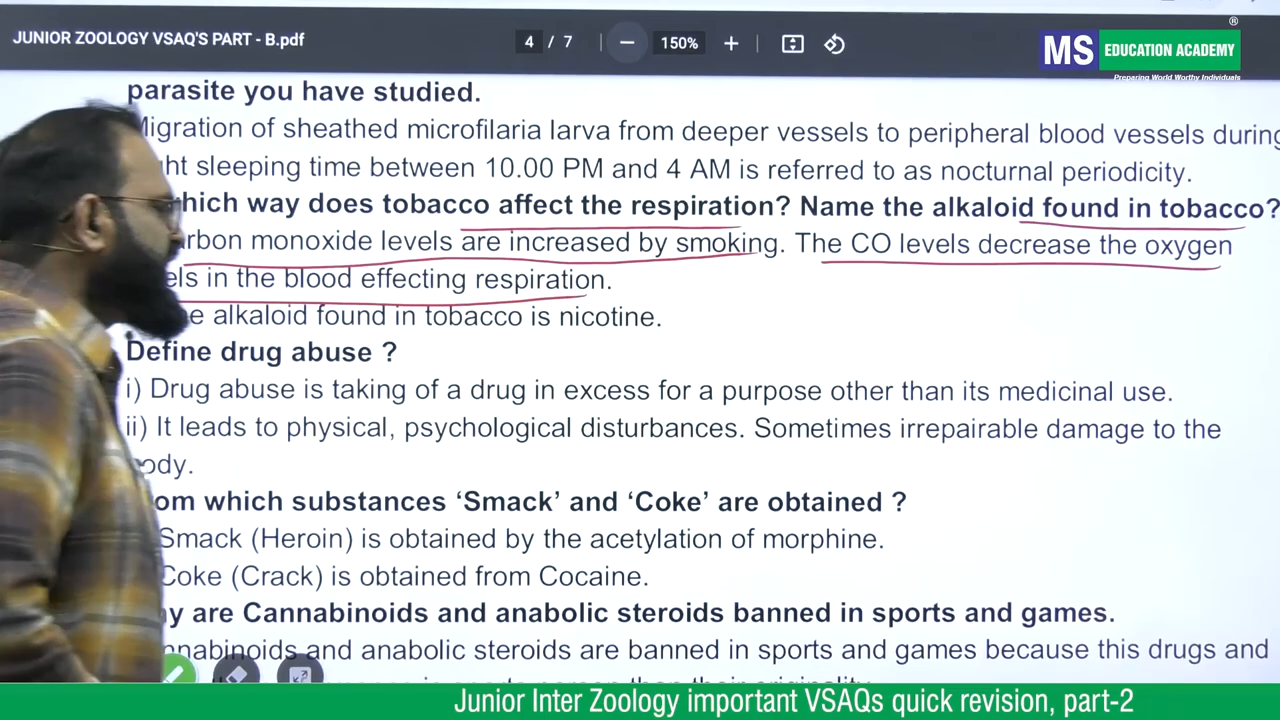 JUNIOR ZOOLOGY VSAQ'S PART - B.pdf
4 / 7
150%
MS EDUCATION ACADEMY
®
Preparing World Worthy Individuals
parasite you have studied.
Migration of sheathed microfilaria larva from deeper vessels to peripheral blood vessels during
sleeping time between 10.00 PM and 4 AM is referred to as nocturnal periodicity.
way does tobacco affect the respiration? Name the alkaloid found in tobacco?
monoxide levels are increased by smoking. The CO levels decrease the oxygen
in the blood effecting respiration.
alkaloid found in tobacco is nicotine.
Define drug abuse ?
i) Drug abuse is taking of a drug in excess for a purpose other than its medicinal use.
ii) It leads to physical, psychological disturbances. Sometimes irrepairable damage to the
body.
which substances ‘Smack’ and ‘Coke’ are obtained ?
Smack (Heroin) is obtained by the acetylation of morphine.
Coke (Crack) is obtained from Cocaine.
are Cannabinoids and anabolic steroids banned in sports and games.
and anabolic steroids are banned in sports and games because this drugs and
Junior Inter Zoology important VSAQs quick revision, part-2